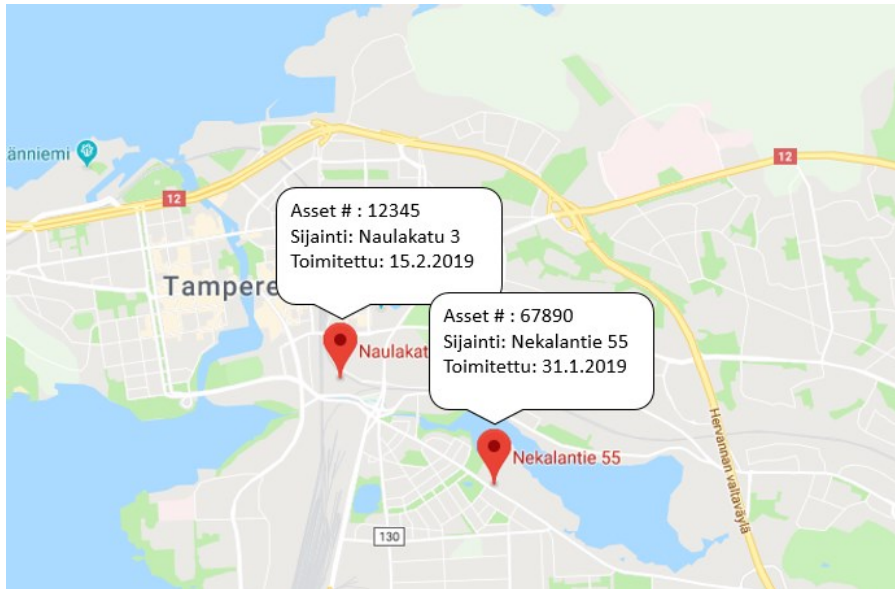 änniemi
12
12
Asset # : 12345
Sijainti: Naulakatu 3
Toimitettu: 15.2.2019
Tampere
Asset # : 67890
Sijainti: Nekalantie 55
Toimitettu: 31.1.2019
Naulakat
Nekalantie 55
Hervannan valtaväylä
130